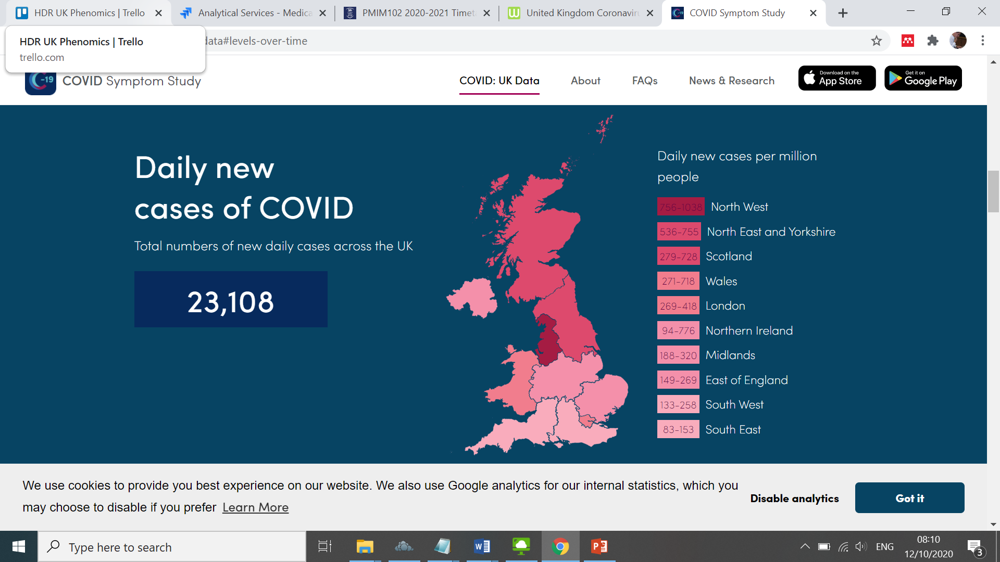 HDR UK Phenomics | Trello
Analytical Services - Medica
PMIM102 2020-2021 Timet
United Kingdom Coronavir
COVID Symptom Study
HDR UK Phenomics | Trello
trello.com
data#levels-over-time
C-19
COVID Symptom Study
COVID: UK Data
About
FAQs
News & Research
Download on the
App Store
Get it on
Google Play
Daily new
cases of COVID
Total numbers of new daily cases across the UK
23,108
Daily new cases per million
people
756-1038 North West
536-755 North East and Yorkshire
279-728 Scotland
271-718 Wales
269-418 London
94-776 Northern Ireland
188-320 Midlands
149-269 East of England
133-258 South West
83-153 South East
We use cookies to provide you best experience on our website. We also use Google analytics for our internal statistics, which you
may choose to disable if you prefer Learn More
Disable analytics
Got it
Type here to search
ENG
08:10
12/10/2020
3